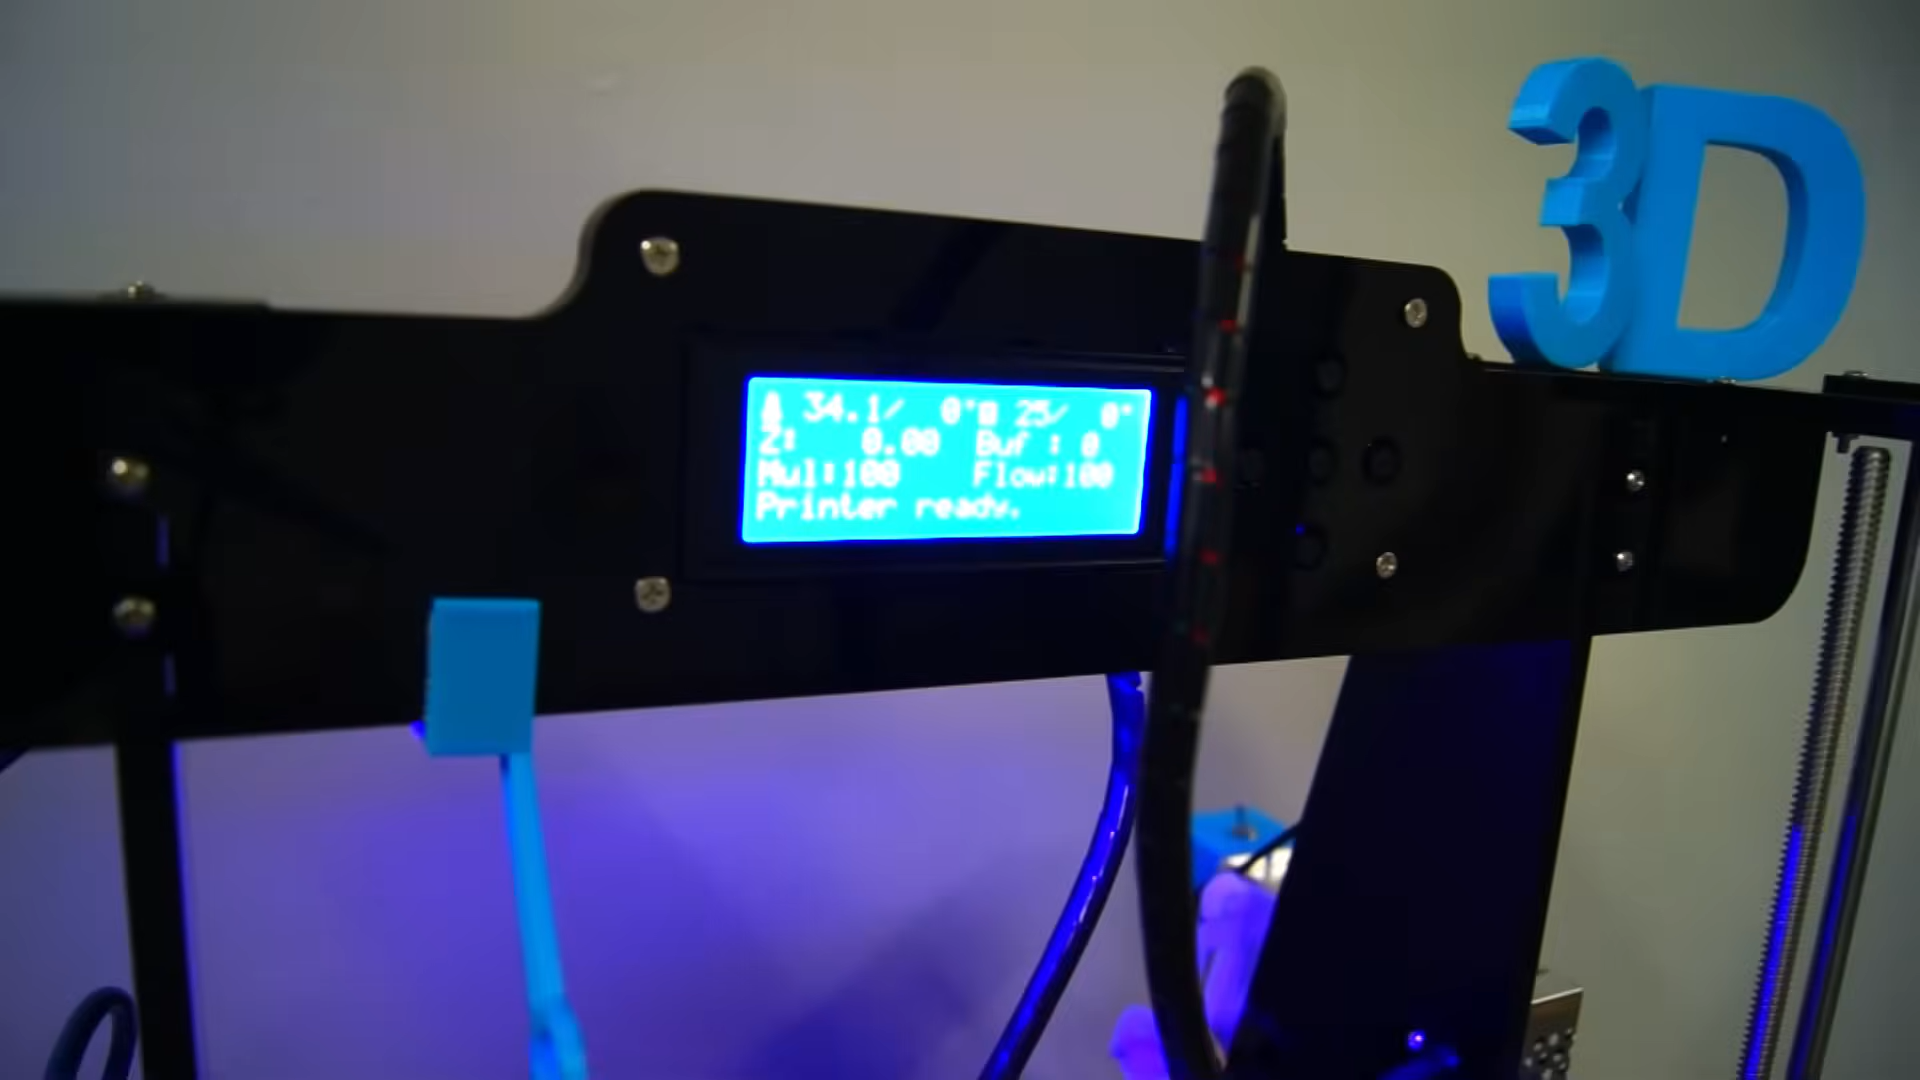 3D
34.1/ 0° 25/ 0°
Z: 0.00 Buf : 0
Mul:100 Flow:100
Printer ready.